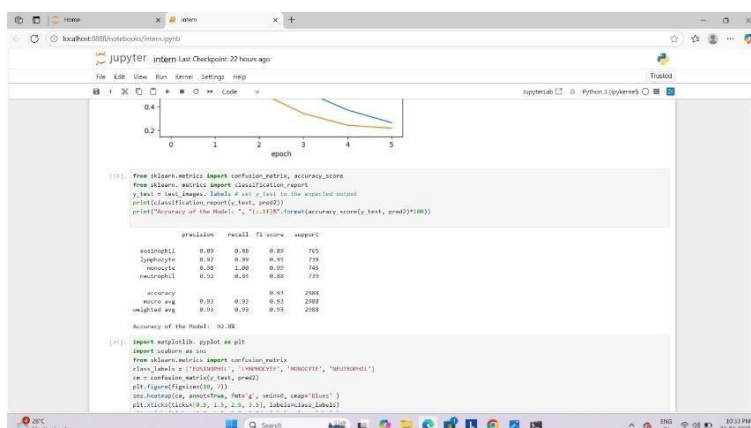 Home
intern
localhost:8888/notebooks/intern.ipynb
jupyter intern Last Checkpoint: 22 hours ago
File Edit View Run Kernel Settings Help
Trusted
Code
JupyterLab Python 3 (ipykernel)
0.4
0.2
0 1 2 3 4 5
epoch
from sklearn.metrics import confusion_matrix, accuracy_score
from sklearn. metrics import classification_report
y_test = test_images. labels # set y_test to the expected output
print(classification_report(y_test, pred2))
print("Accuracy of the Model: ", "{:.1f}%".format(accuracy_score(y_test, pred2)*100))
precision recall f1-score support
eosinophil 0.89 0.88 0.89 765
lymphocyte 0.92 0.99 0.95 739
monocyte 0.98 1.00 0.99 745
neutrophil 0.92 0.84 0.88 739
accuracy 0.93 2988
macro avg 0.93 0.93 0.93 2988
weighted avg 0.93 0.93 0.93 2988
Accuracy of the Model: 92.8%
import matplotlib. pyplot as plt
import seaborn as sns
from sklearn.metrics import confusion_matrix
class_labels = ['EOSINOPHIL', 'LYMPHOCYTE', 'MONOCYTE', 'NEUTROPHIL']
cm = confusion_matrix(y_test, pred2)
plt.figure(figsize=(10, 7))
sns.heatmap(cm, annot=True, fmt='g', vmin=0, cmap='Blues' )
plt.xticks(ticks=[0.5, 1.5, 2.5, 3.5], labels=class_labels)
28°C
Search
ENG
10:33 PM